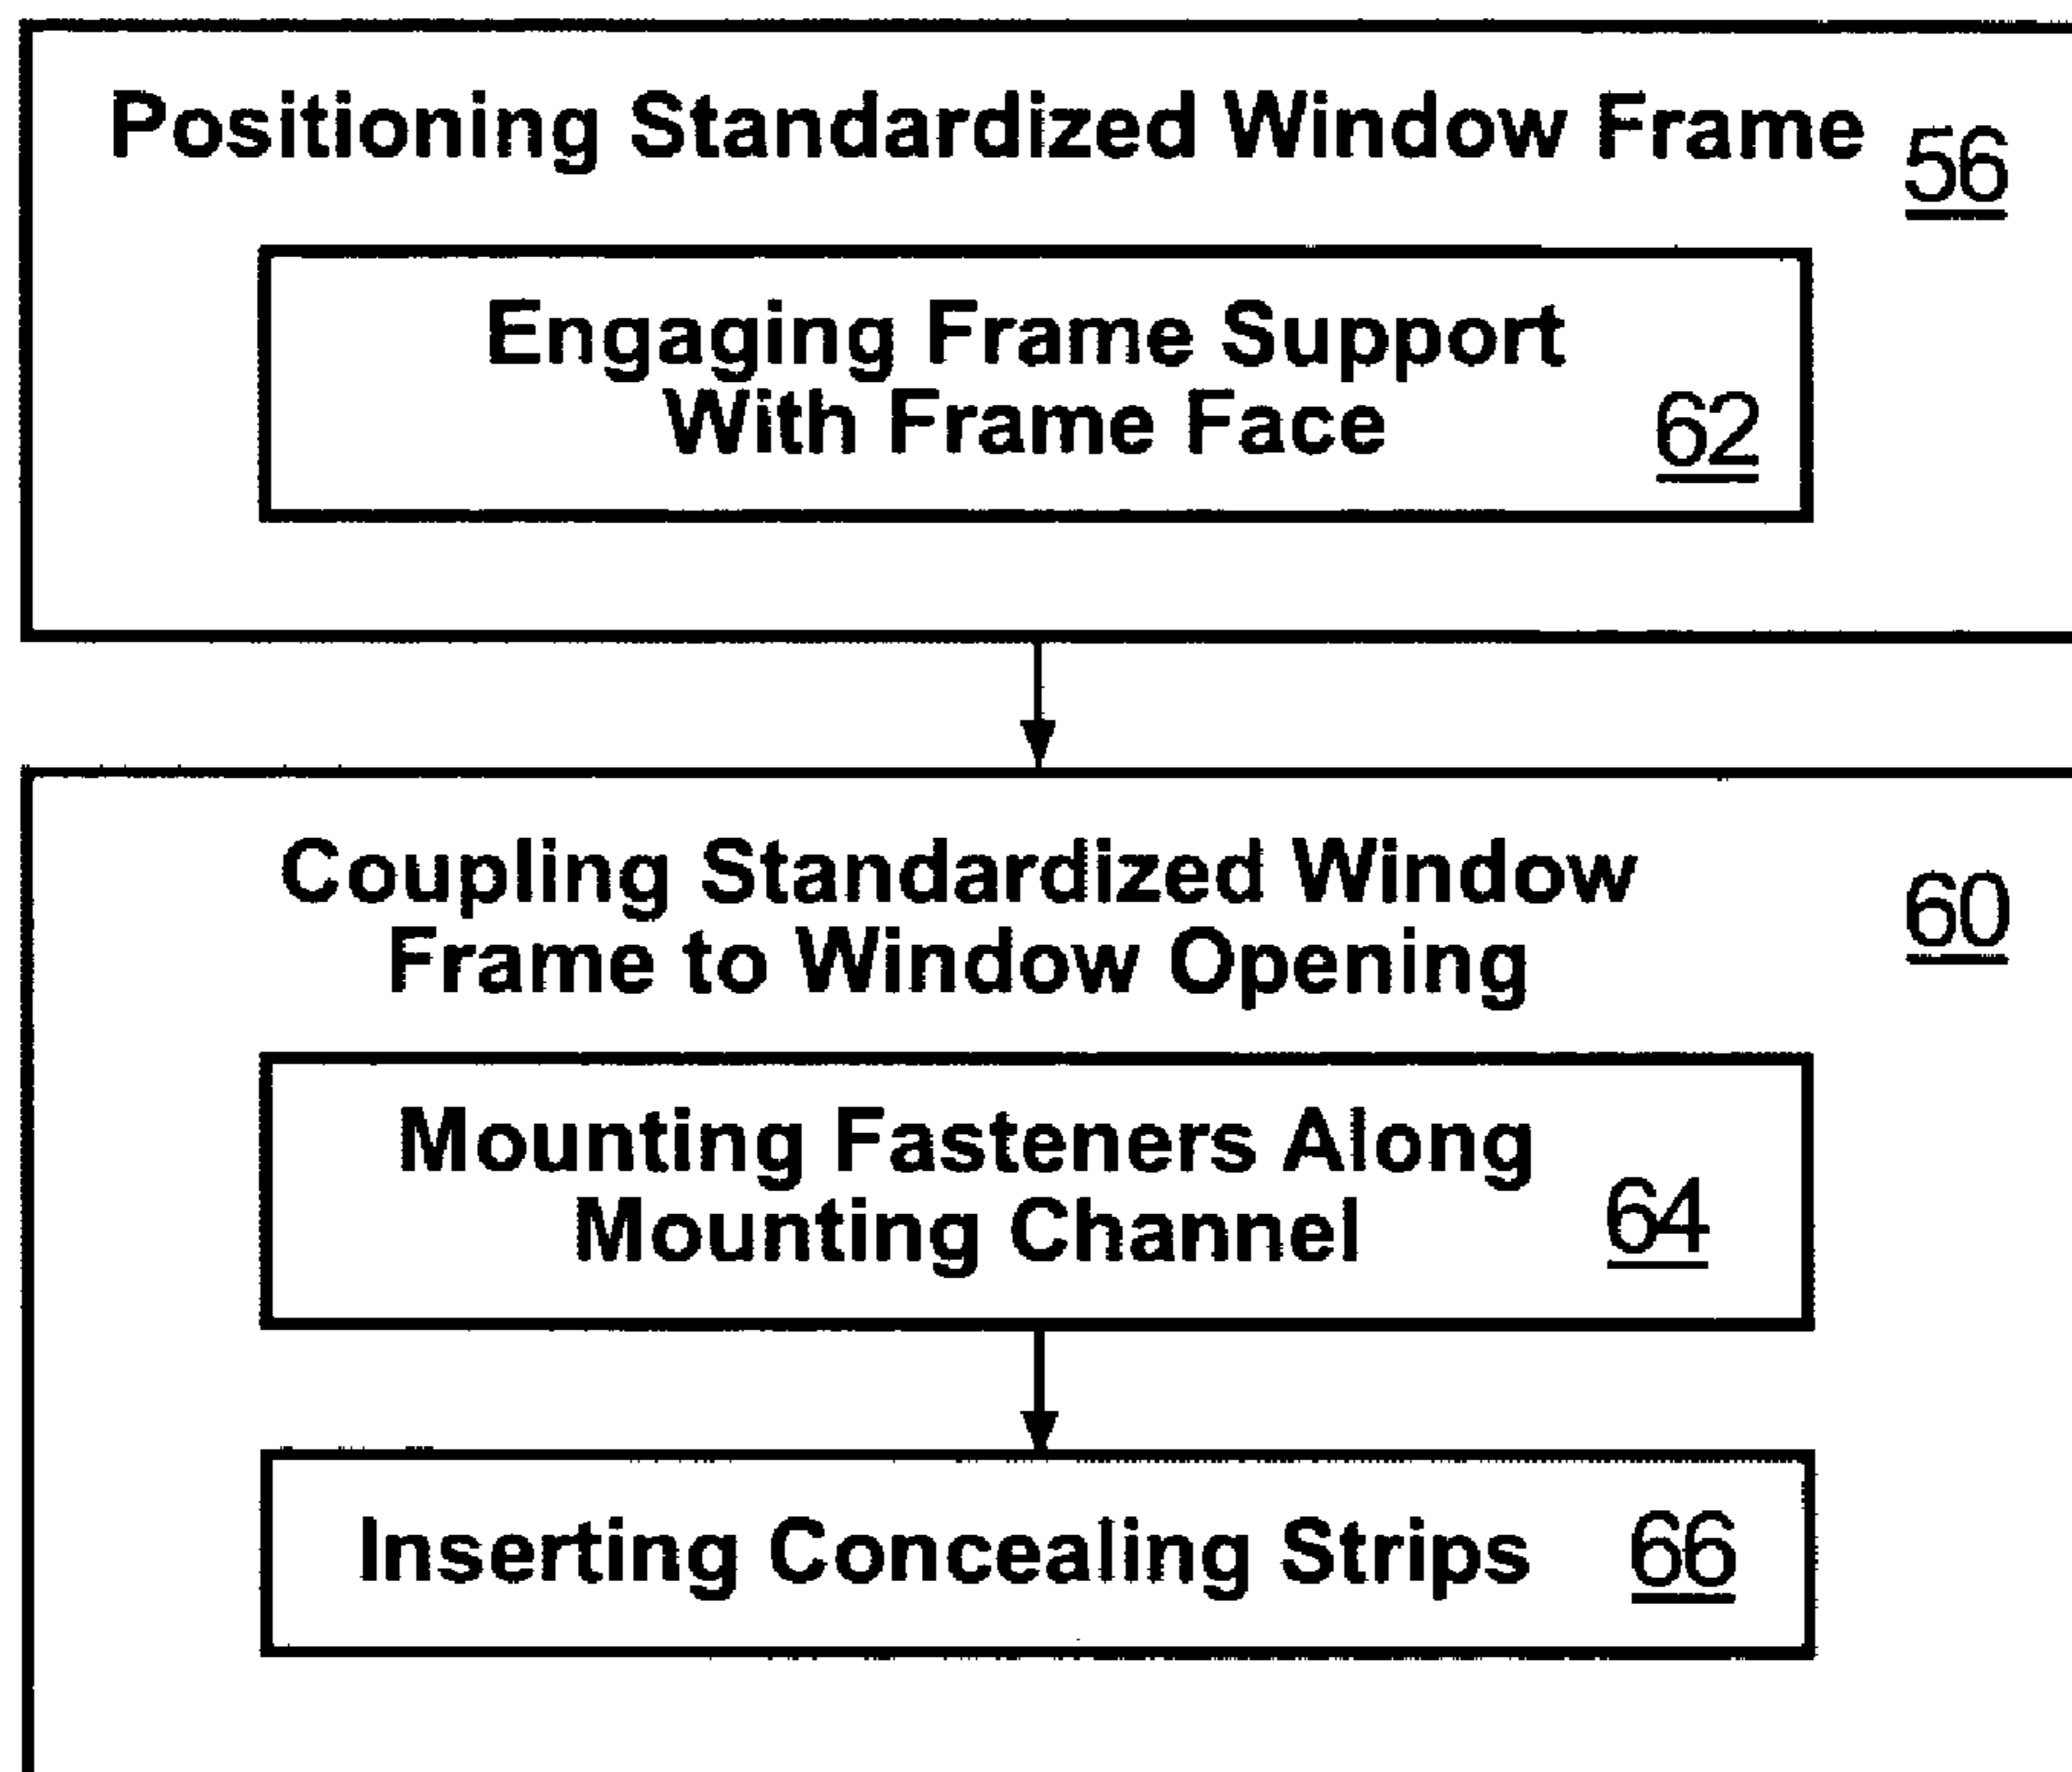 Positioning Standardized Window Frame 56
Engaging Frame Support
With Frame Face 62
Coupling Standardized Window
Frame to Window Opening 60
Mounting Fasteners Along
Mounting Channel 64
Inserting Concealing Strips 66